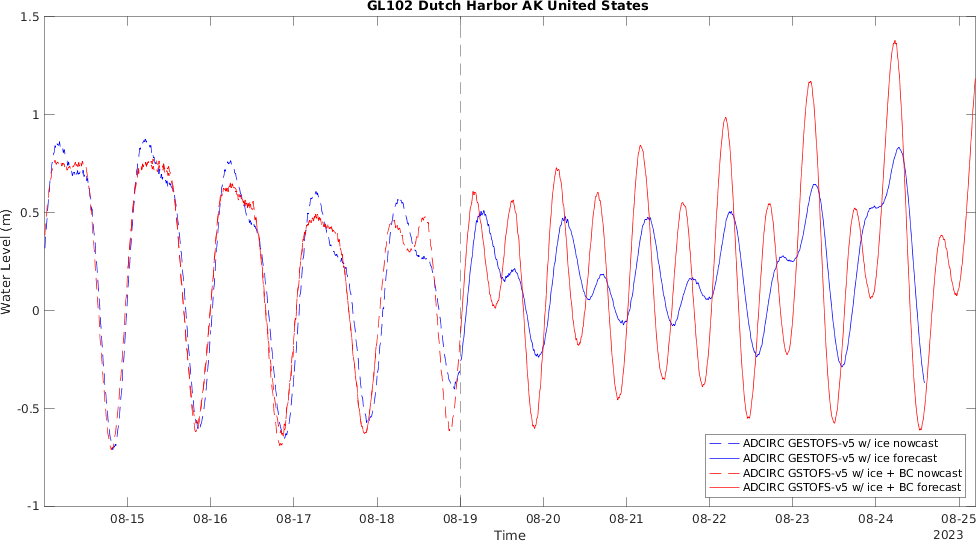 GL102 Dutch Harbor AK United States
1.5
1
0.5
0
-0.5
-1
Water Level (m)
ADCIRC GESTOFS-v5 w/ ice nowcast
ADCIRC GESTOFS-v5 w/ ice forecast
ADCIRC GSTOFS-v5 w/ ice + BC nowcast
ADCIRC GSTOFS-v5 w/ ice + BC forecast
08-15 08-16 08-17 08-18 08-19 08-20 08-21 08-22 08-23 08-24 08-25
Time
2023